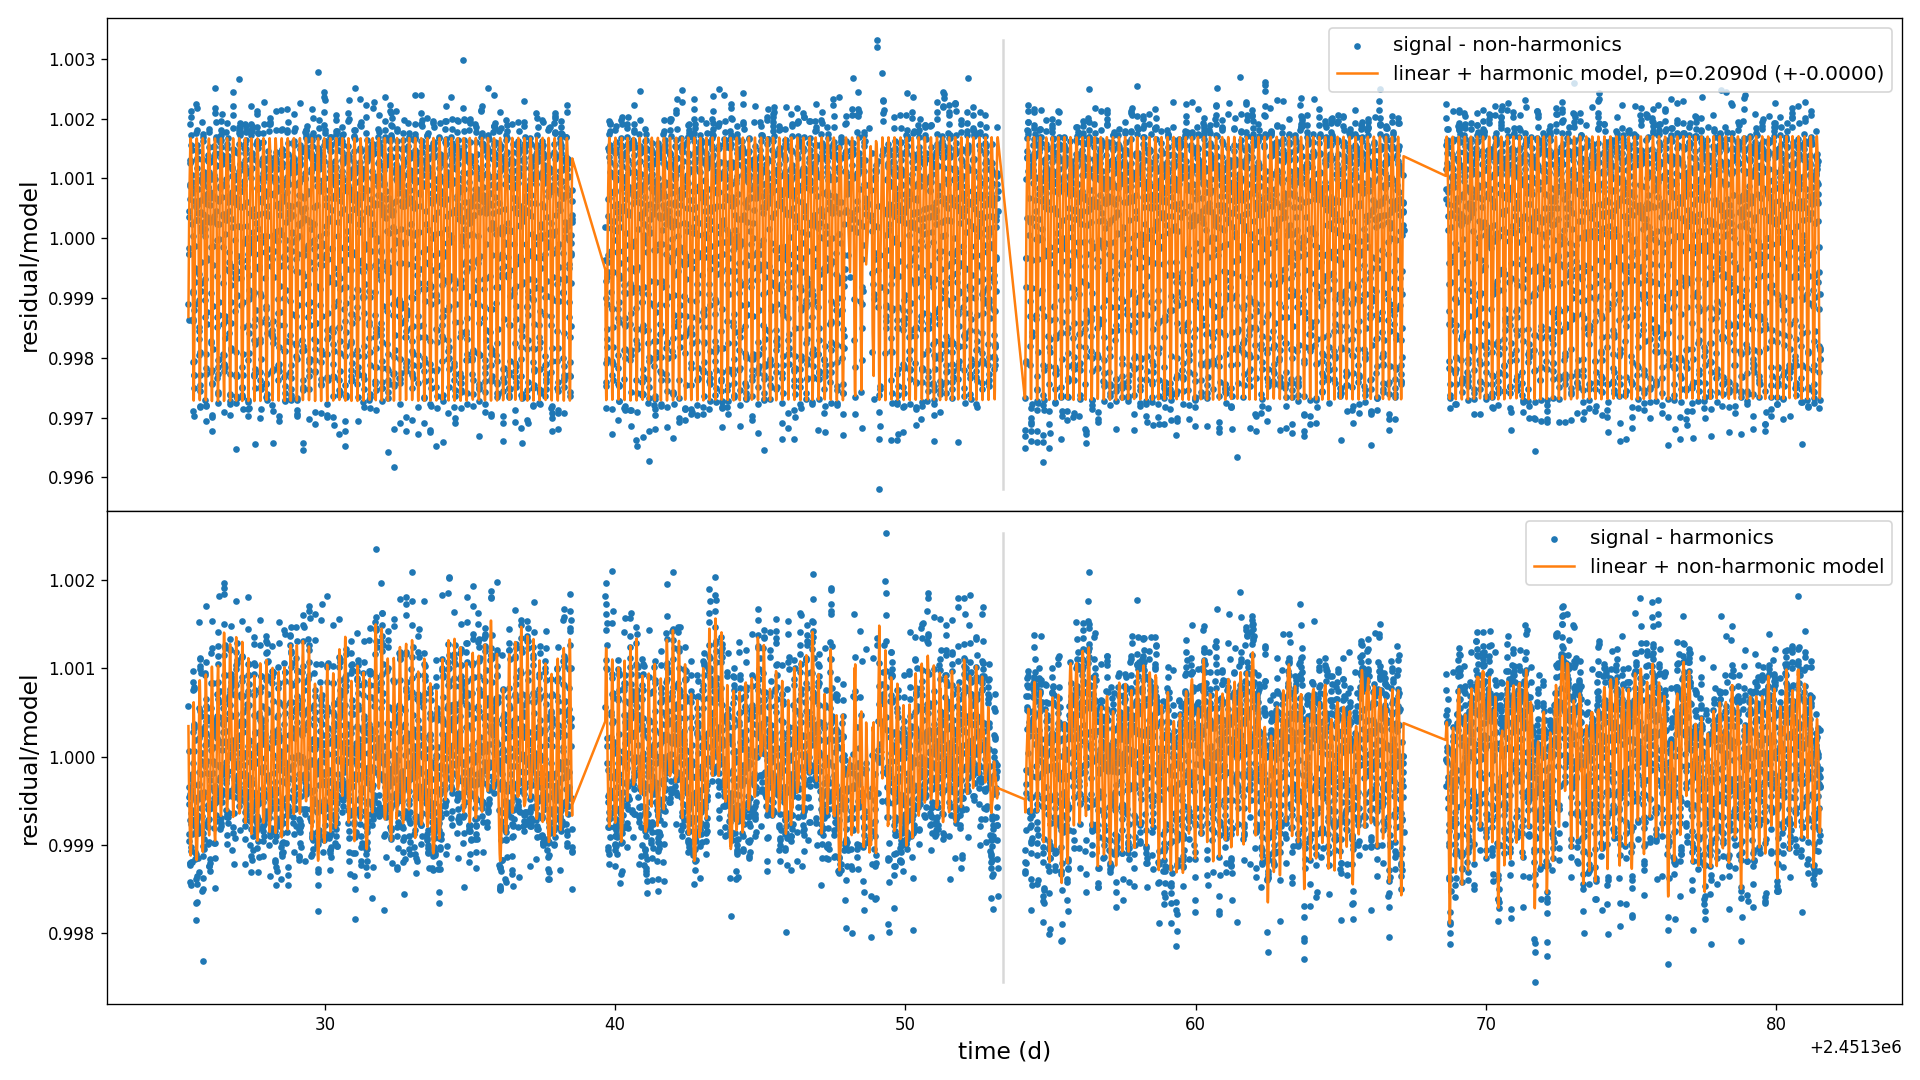 signal - non-harmonics
linear + harmonic model, p=0.2090d (+-0.0000)
1.003
1.002
1.001
1.000
0.999
0.998
0.997
0.996
residual/model
signal - harmonics
linear + non-harmonic model
1.002
1.001
1.000
0.999
0.998
residual/model
30 40 50 60 70 80
time (d)
+2.4513e6